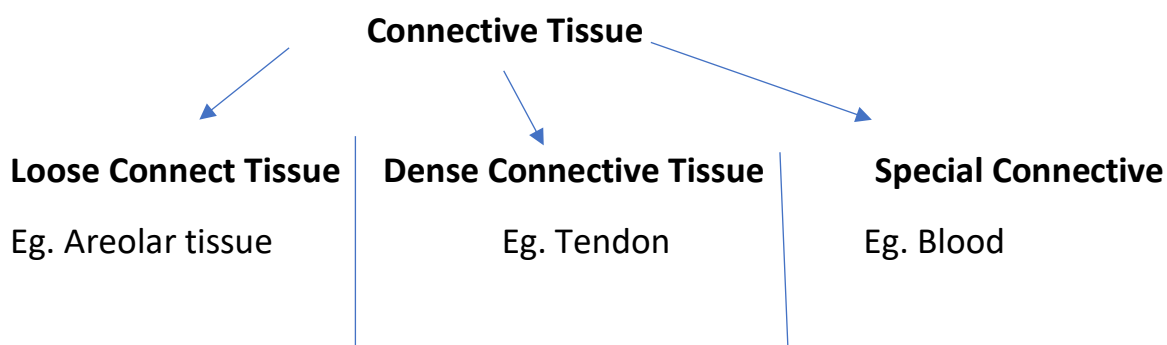 Connective Tissue
Loose Connect Tissue Dense Connective Tissue Special Connective
Eg. Areolar tissue Eg. Tendon Eg. Blood